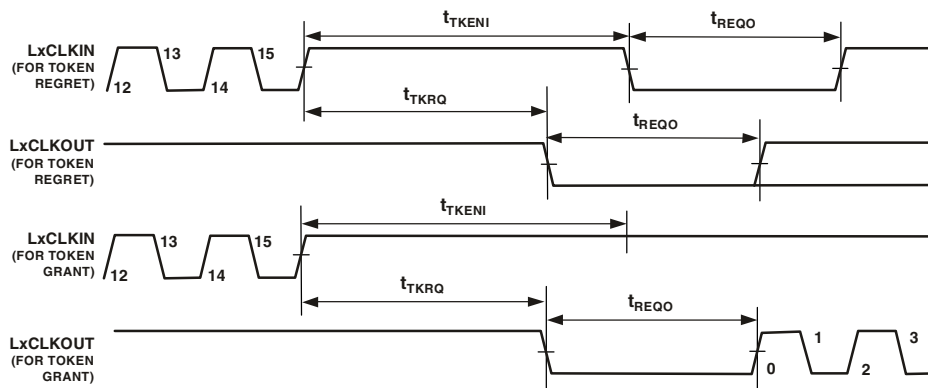 tTKENI
tREQO
LxCLKIN
(FOR TOKEN
REGRET)
12
13
14
15
tTKRQ
tREQO
LxCLKOUT
(FOR TOKEN
REGRET)
tTKENI
LxCLKIN
(FOR TOKEN
GRANT)
12
13
14
15
tTKRQ
tREQO
LxCLKOUT
(FOR TOKEN
GRANT)
0
1
2
3